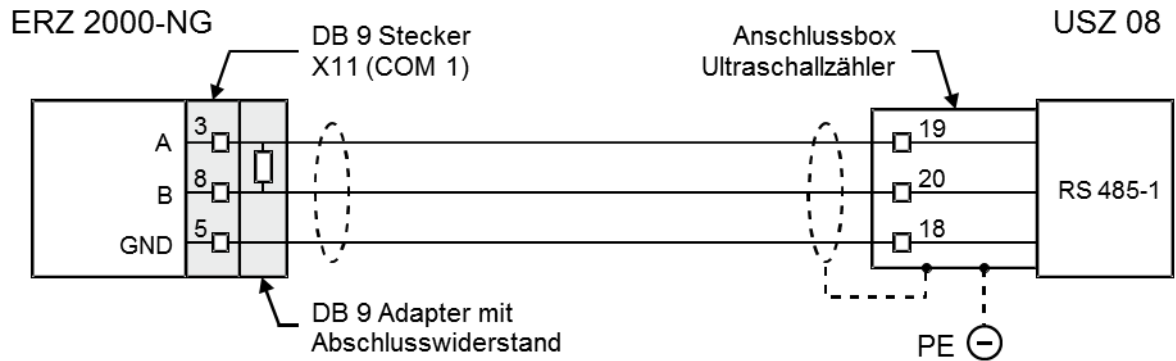 ERZ 2000-NG
USZ 08
DB 9 Stecker
X11 (COM 1)
Anschlussbox
Ultraschallzähler
A
3
19
B
8
20
RS 485-1
GND
5
18
DB 9 Adapter mit
Abschlusswiderstand
PE